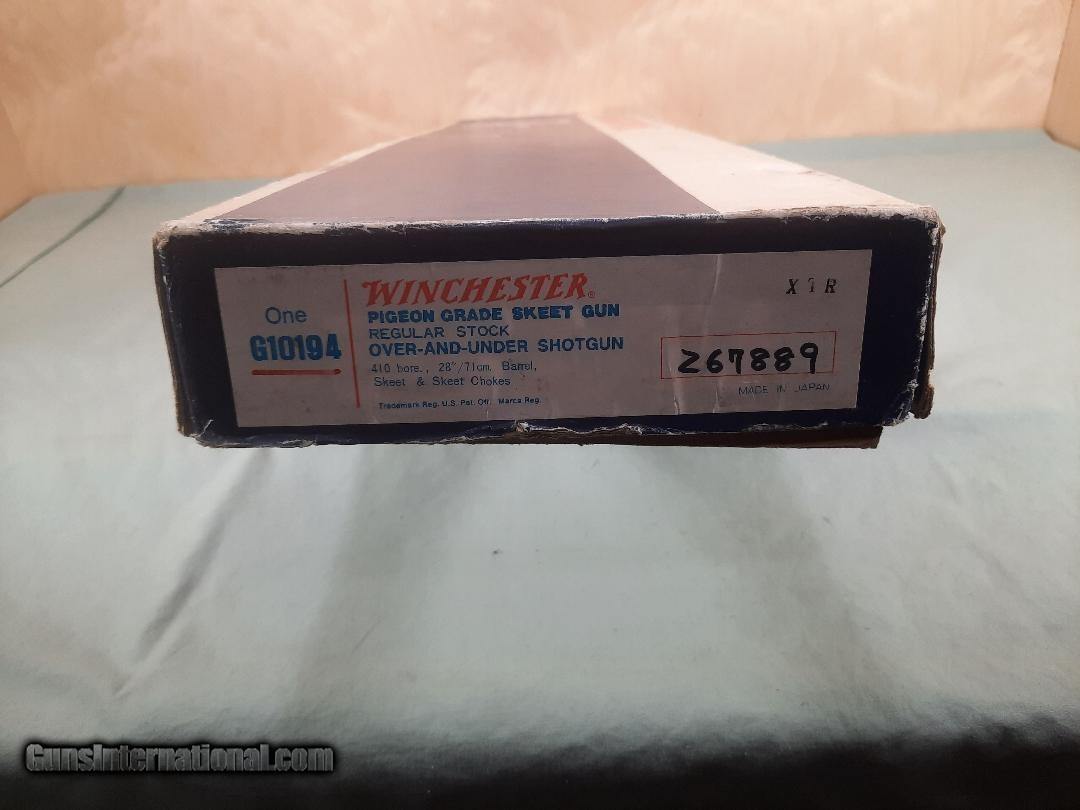 One
G10194
WINCHESTER®
PIGEON GRADE SKEET GUN
REGULAR STOCK
OVER-AND-UNDER SHOTGUN
410 bore., 28"/71cm. Barrel,
Skeet & Skeet Chokes
Trademark Reg. U.S. Pat. Off. Marca Reg.
X T R
267889
MADE IN JAPAN
GunsInternational.com